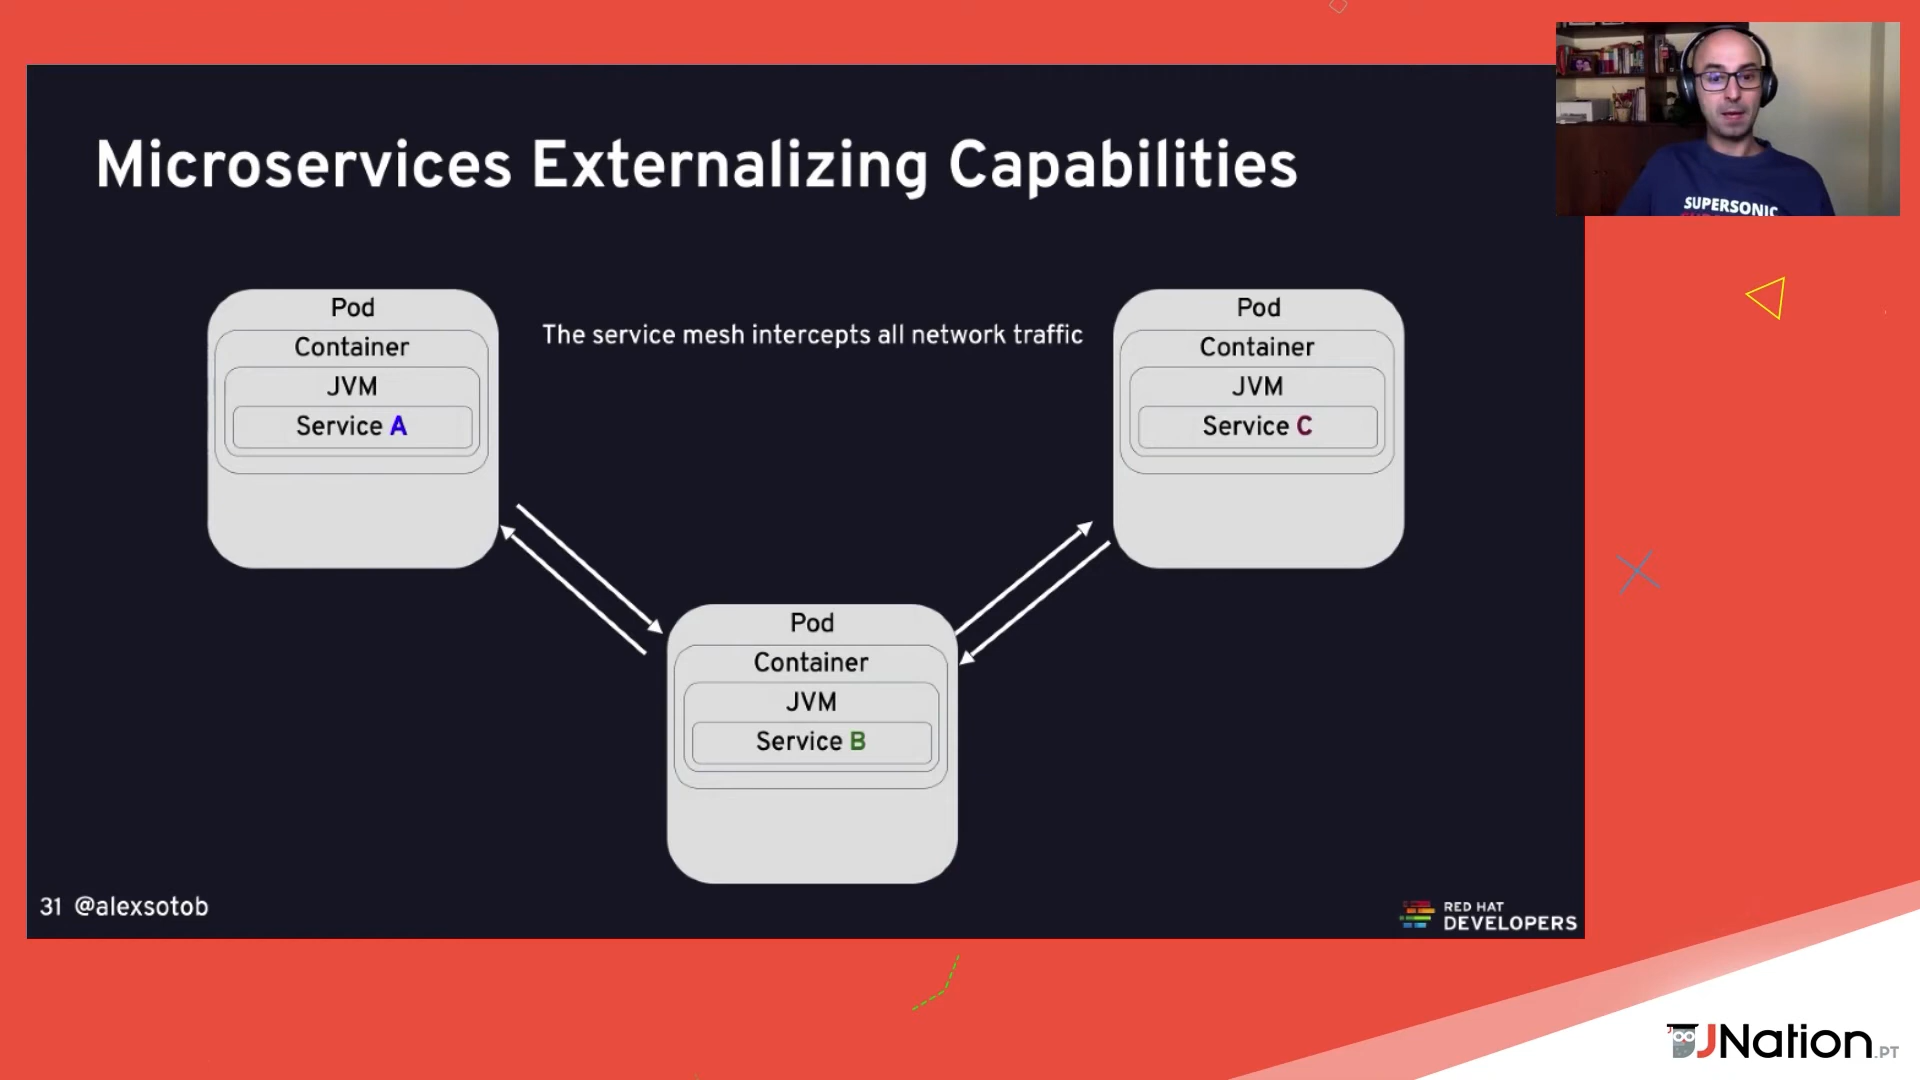 Microservices Externalizing Capabilities
SUPERSONIC
Pod
Container
JVM
Service A
The service mesh intercepts all network traffic
Pod
Container
JVM
Service C
Pod
Container
JVM
Service B
31 @alexsotob
RED HAT
DEVELOPERS
JNation.PT